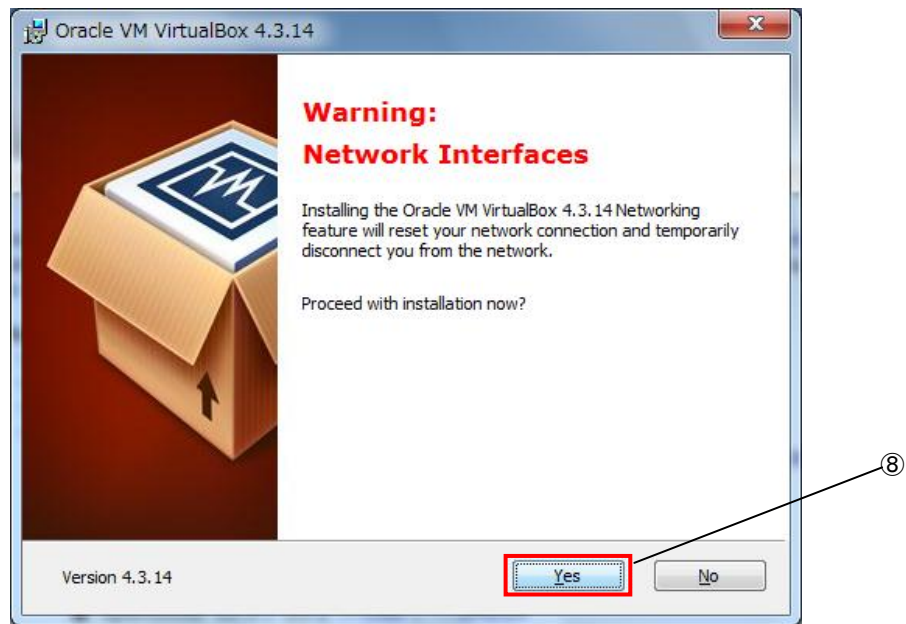 Oracle VM VirtualBox 4.3.14
Warning:
Network Interfaces
Installing the Oracle VM VirtualBox 4.3.14 Networking
feature will reset your network connection and temporarily
disconnect you from the network.
Proceed with installation now?
⑧
Version 4.3.14
Yes
No